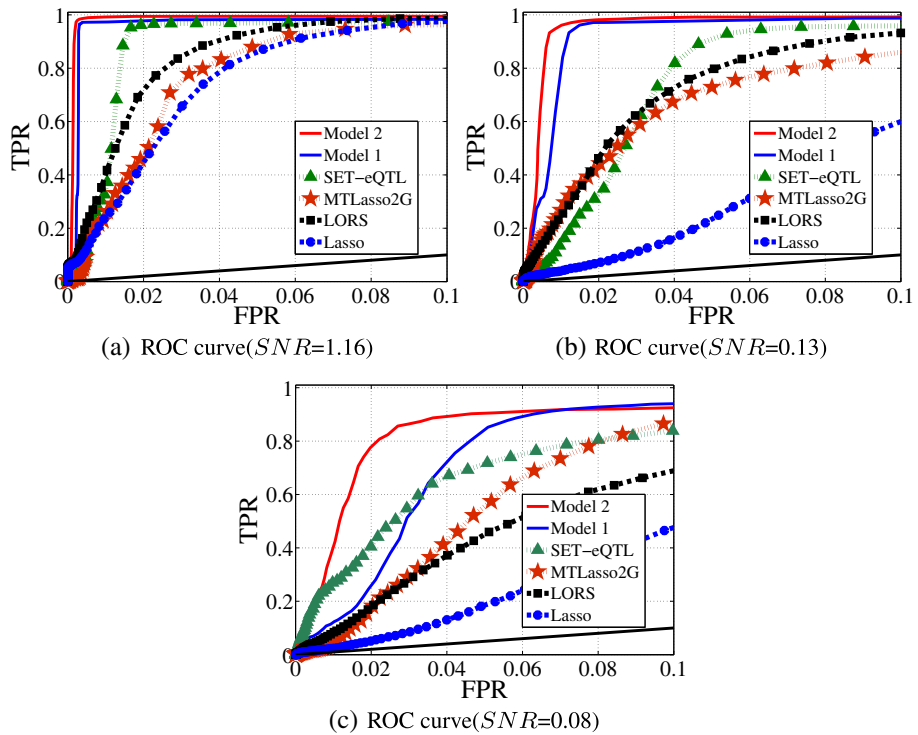 1
0.8
0.6
0.4
0.2
0
TPR
0 0.02 0.04 0.06 0.08 0.1
FPR
Model 2
Model 1
SET-eQTL
MTLasso2G
LORS
Lasso
(a) ROC curve(SNR=1.16)
1
0.8
0.6
0.4
0.2
0
TPR
0 0.02 0.04 0.06 0.08 0.1
FPR
Model 2
Model 1
SET-eQTL
MTLasso2G
LORS
Lasso
(b) ROC curve(SNR=0.13)
1
0.8
0.6
0.4
0.2
0
TPR
0 0.02 0.04 0.06 0.08 0.1
FPR
Model 2
Model 1
SET-eQTL
MTLasso2G
LORS
Lasso
(c) ROC curve(SNR=0.08)